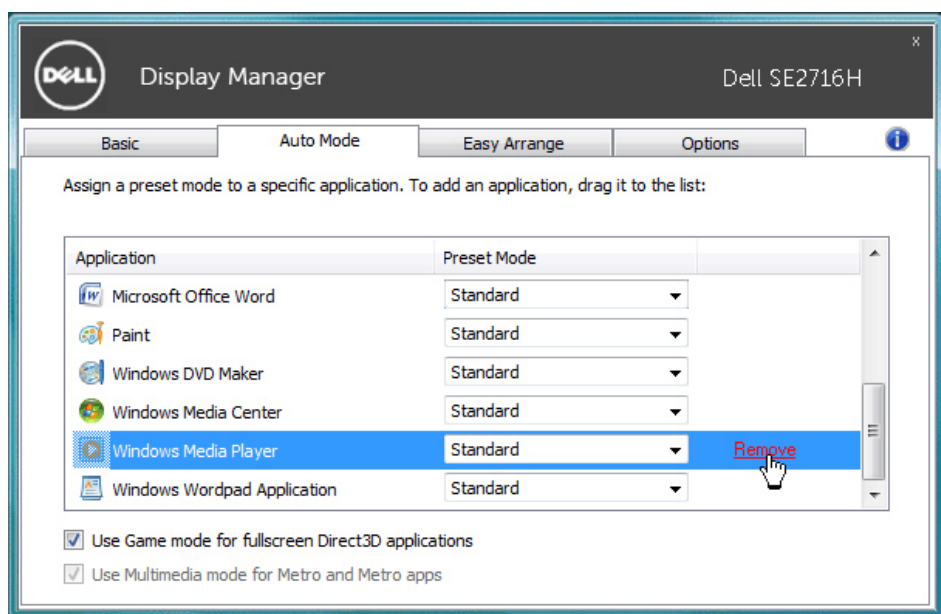 x
DELL Display Manager Dell SE2716H
Basic Auto Mode Easy Arrange Options i
Assign a preset mode to a specific application. To add an application, drag it to the list:
Application Preset Mode
Microsoft Office Word Standard
Paint Standard
Windows DVD Maker Standard
Windows Media Center Standard
Windows Media Player Standard Remove
Windows Wordpad Application Standard
Use Game mode for fullscreen Direct3D applications
Use Multimedia mode for Metro and Metro apps